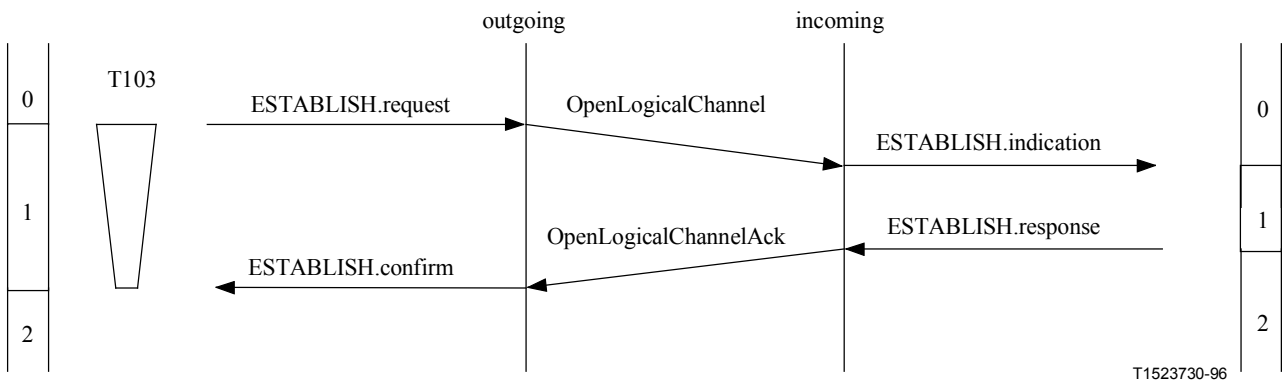 outgoing incoming
T103
0 ESTABLISH.request OpenLogicalChannel 0
ESTABLISH.indication
1 ESTABLISH.response 1
OpenLogicalChannelAck
ESTABLISH.confirm
2 2
T1523730-96